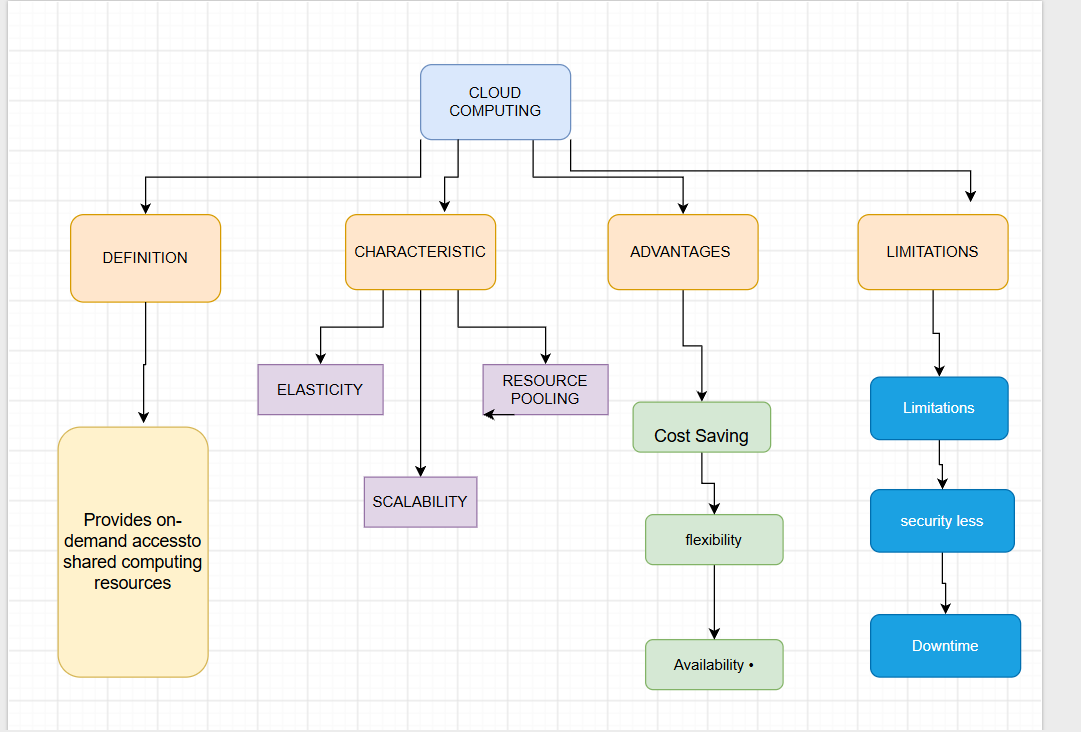 CLOUD
COMPUTING
DEFINITION
CHARACTERISTIC
ADVANTAGES
LIMITATIONS
ELASTICITY
RESOURCE
POOLING
SCALABILITY
Provides on-
demand accessto
shared computing
resources
Cost Saving
flexibility
Availability •
Limitations
security less
Downtime